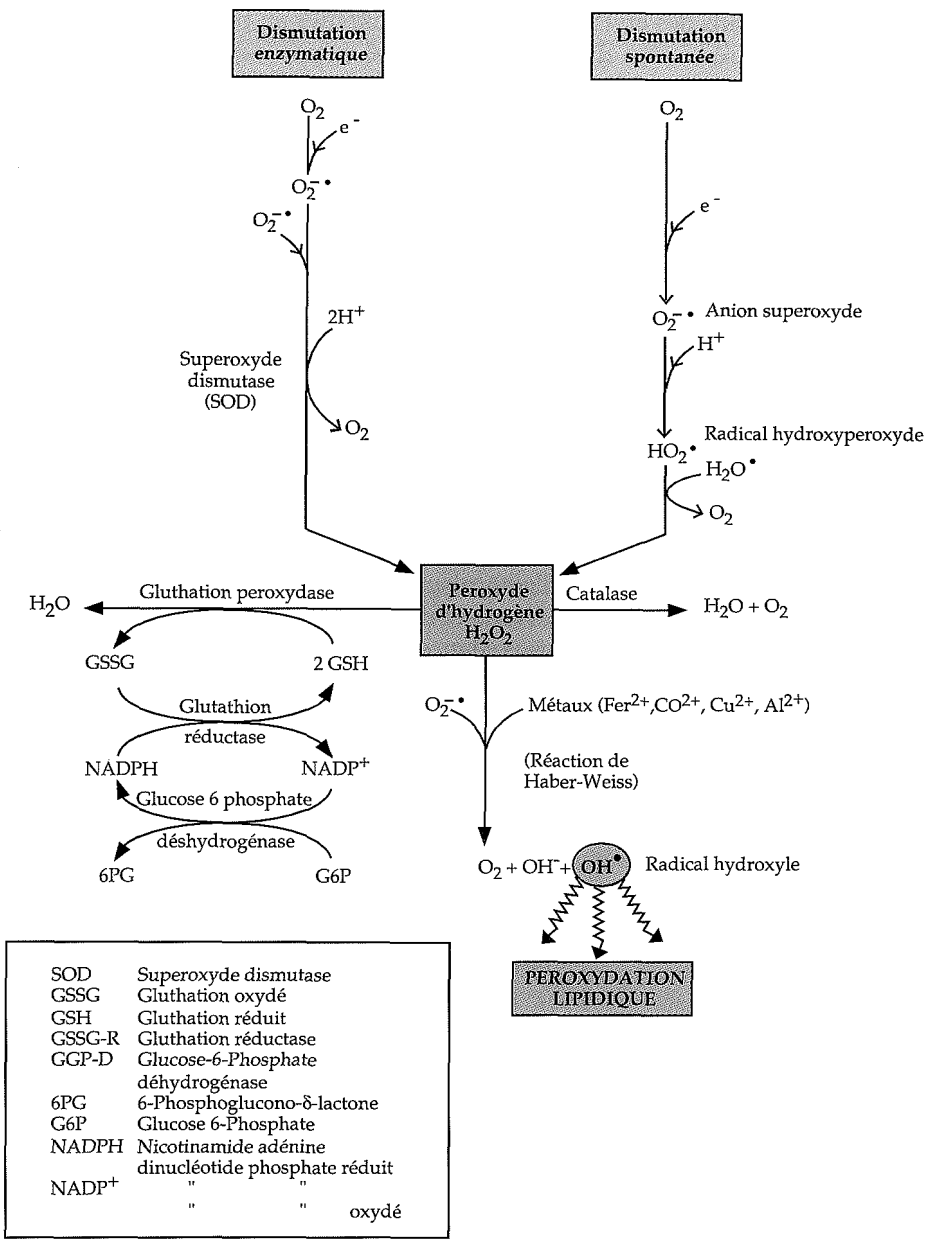 Dismutation
enzymatique
Dismutation
spontanée
O2
e-
O2-•
O2-•
2H+
Superoxyde
dismutase
(SOD)
O2
O2
e-
O2-• Anion superoxyde
H+
Radical hydroxyperoxyde
HO2•
H2O•
O2
H2O
Gluthation peroxydase
Peroxyde
d'hydrogène
H2O2
Catalase
H2O + O2
GSSG
2 GSH
Glutathion
réductase
NADPH
NADP+
Glucose 6 phosphate
déshydrogénase
6PG
G6P
O2-•
Métaux (Fer2+,CO2+, Cu2+, Al2+)
(Réaction de
Haber-Weiss)
O2 + OH-+ OH• Radical hydroxyle
PEROXYDATION
LIPIDIQUE
SOD Superoxyde dismutase
GSSG Gluthation oxydé
GSH Gluthation réduit
GSSG-R Gluthation réductase
GGP-D Glucose-6-Phosphate
déhydrogénase
6PG 6-Phosphoglucono-δ-lactone
G6P Glucose 6-Phosphate
NADPH Nicotinamide adénine
dinucléotide phosphate réduit
NADP+ " "
" " oxydé